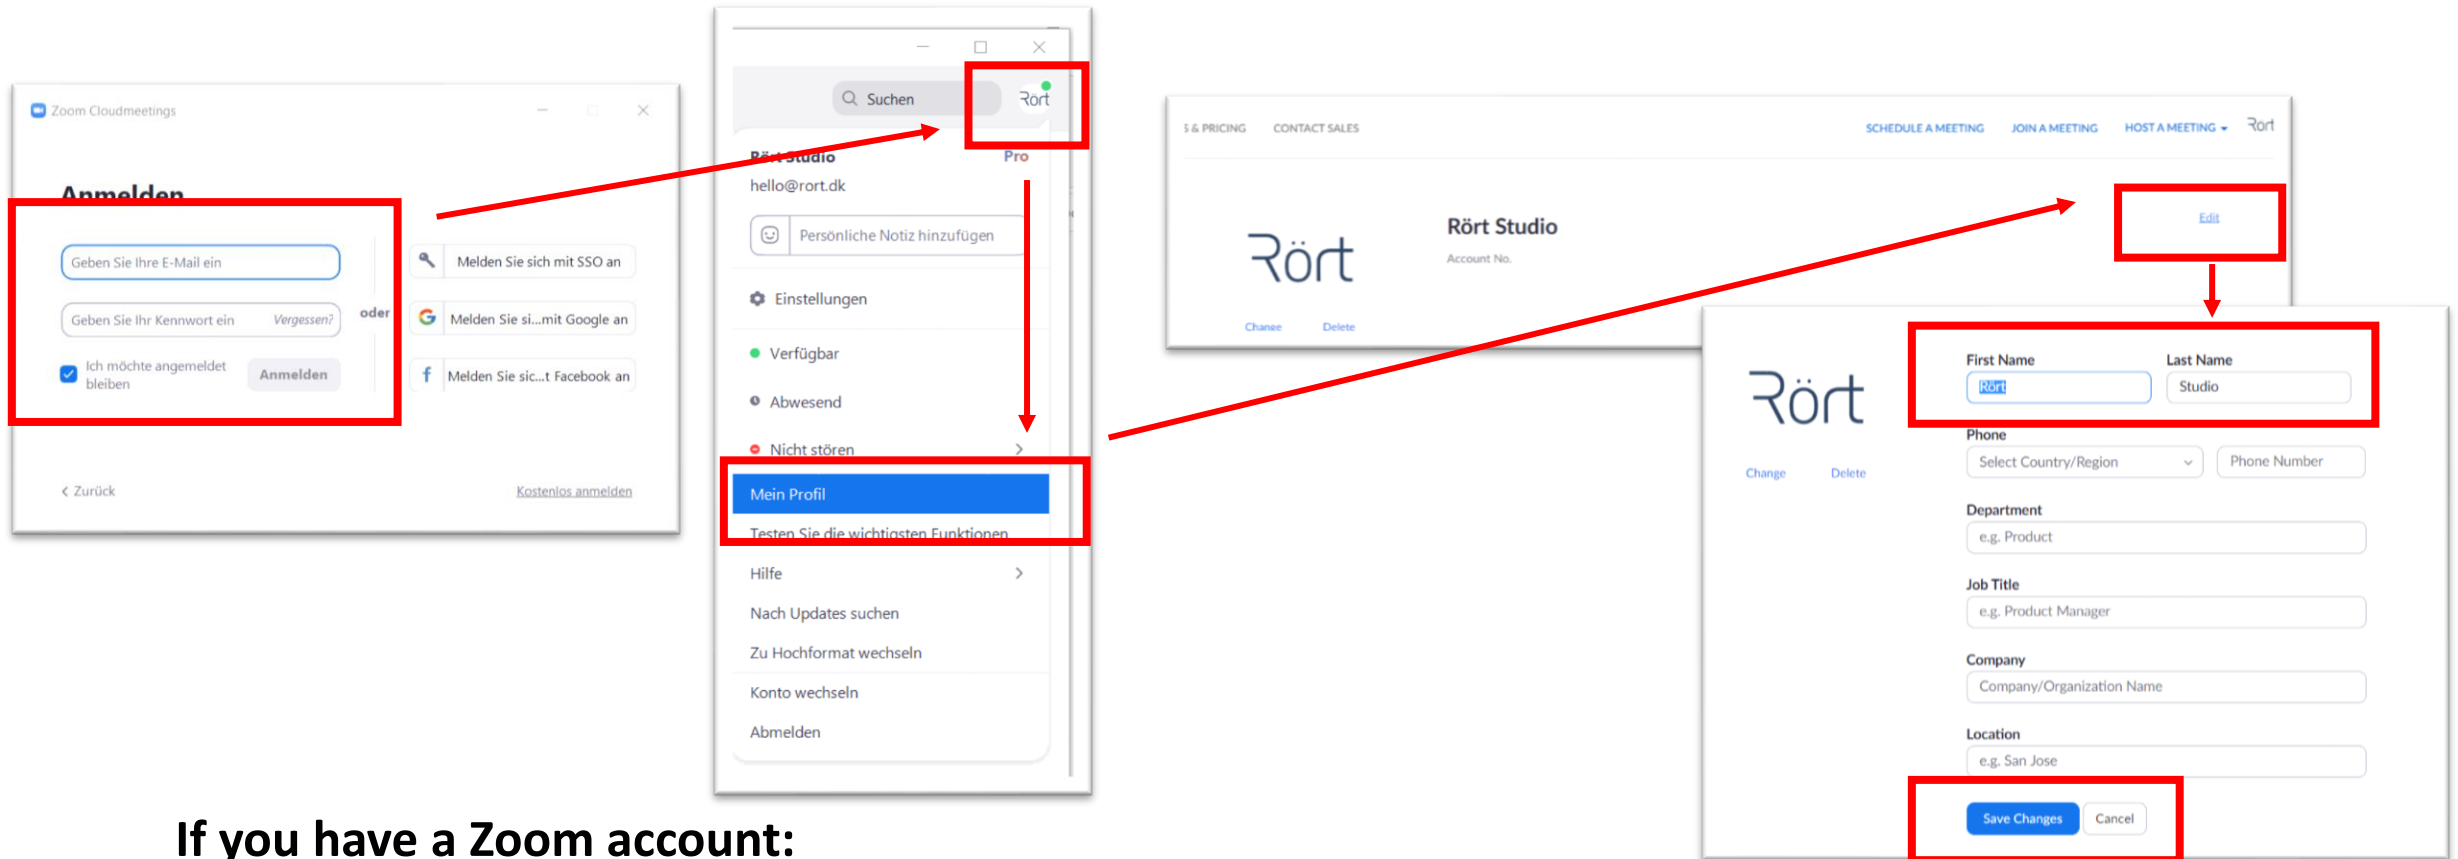 Zoom Cloudmeetings
Anmelden
Geben Sie Ihre E-Mail ein
Geben Sie Ihr Kennwort ein Vergessen?
Ich möchte angemeldet
bleiben
Anmelden
oder
Melden Sie sich mit SSO an
Melden Sie si...mit Google an
Melden Sie sic...t Facebook an
Zurück
Kostenlos anmelden
Suchen
Rört
Rört Studio Pro
hello@rort.dk
Persönliche Notiz hinzufügen
Einstellungen
Verfügbar
Abwesend
Nicht stören
Mein Profil
Testen Sie die wichtigsten Funktionen
Hilfe
Nach Updates suchen
Zu Hochformat wechseln
Konto wechseln
Abmelden
S & PRICING CONTACT SALES SCHEDULE A MEETING JOIN A MEETING HOST A MEETING Rört
Edit
Rört
Rört Studio
Account No.
Change Delete
Rört
Change Delete
First Name Last Name
Rört Studio
Phone
Select Country/Region Phone Number
Department
e.g. Product
Job Title
e.g. Product Manager
Company
Company/Organization Name
Location
e.g. San Jose
Save Changes Cancel
If you have a Zoom account: